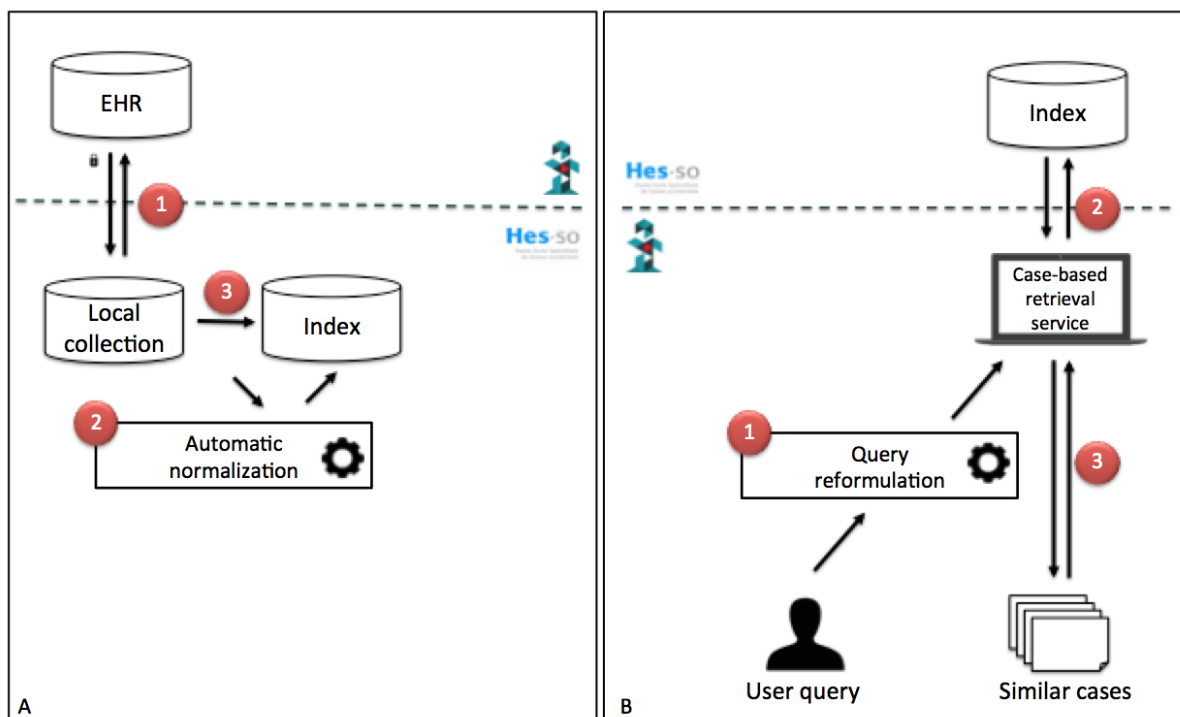 EHR
1
Hes·so
Local
collection
3
Index
2
Automatic
normalization
A
Index
Hes·so
2
Case-based
retrieval
service
1
Query
reformulation
3
User query
Similar cases
B